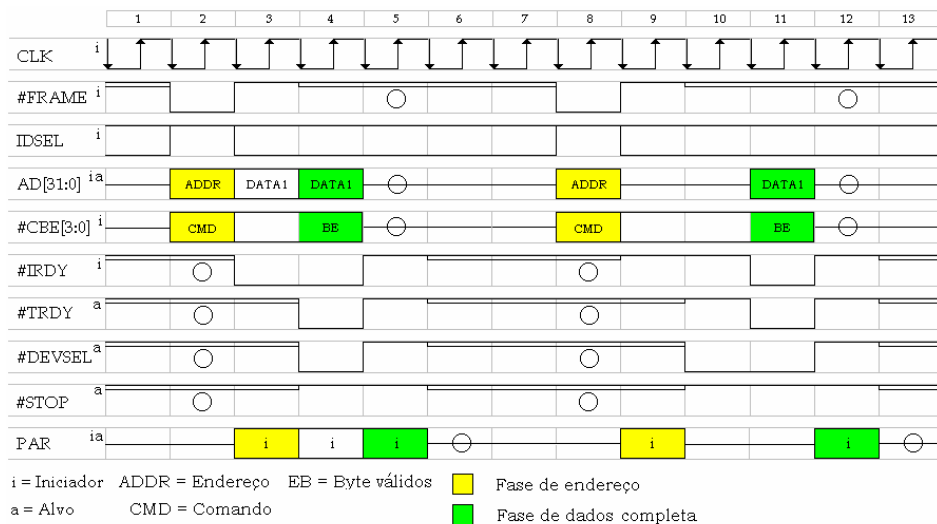 1 2 3 4 5 6 7 8 9 10 11 12 13
CLK i
#FRAME i
IDSEL i
AD[31:0] ia ADDR DATA1 DATA1 ADDR DATA1
#CBE[3:0] i CMD BE CMD BE
#IRDY i
#TRDY a
#DEVSEL a
#STOP a
PAR ia i i i i i
i = Iniciador ADDR = Endereço EB = Byte válidos Fase de endereço
a = Alvo CMD = Comando Fase de dados completa